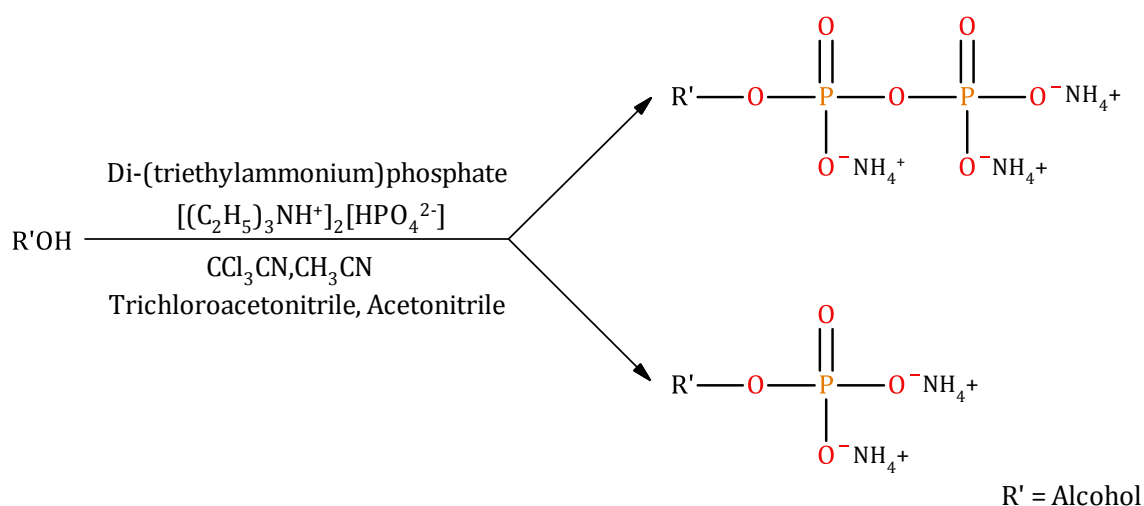 O O
R' O P O P O⁻ NH₄+
O⁻ NH₄⁺ O⁻ NH₄+
Di-(triethylammonium)phosphate
[(C₂H₅)₃NH⁺]₂[HPO₄²⁻]
R'OH
CCl₃CN,CH₃CN
Trichloroacetonitrile, Acetonitrile
O
R' O P O⁻ NH₄+
O⁻ NH₄+
R' = Alcohol